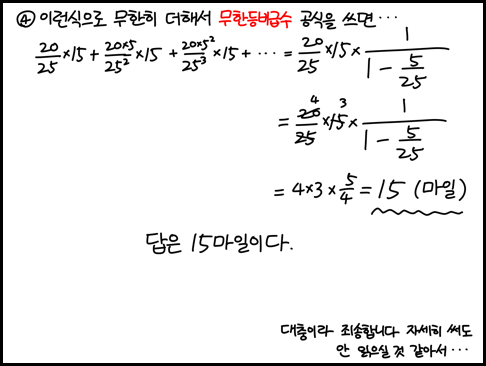 ④ 이런식으로 무한히 더해서 무한등비급수 공식을 쓰면···
20/25 ×15 + 20×5/25² ×15 + 20×5²/25³ ×15 + ··· = 20/25 ×15 × 1/(1 - 5/25)
= 20/25 ×15 × 1/(1 - 5/25) 4 3
= 4×3 × 5/4 = 15 (마일)
답은 15마일이다.
대충이라 죄송합니다 자세히 써도
안 읽으실 것 같아서···